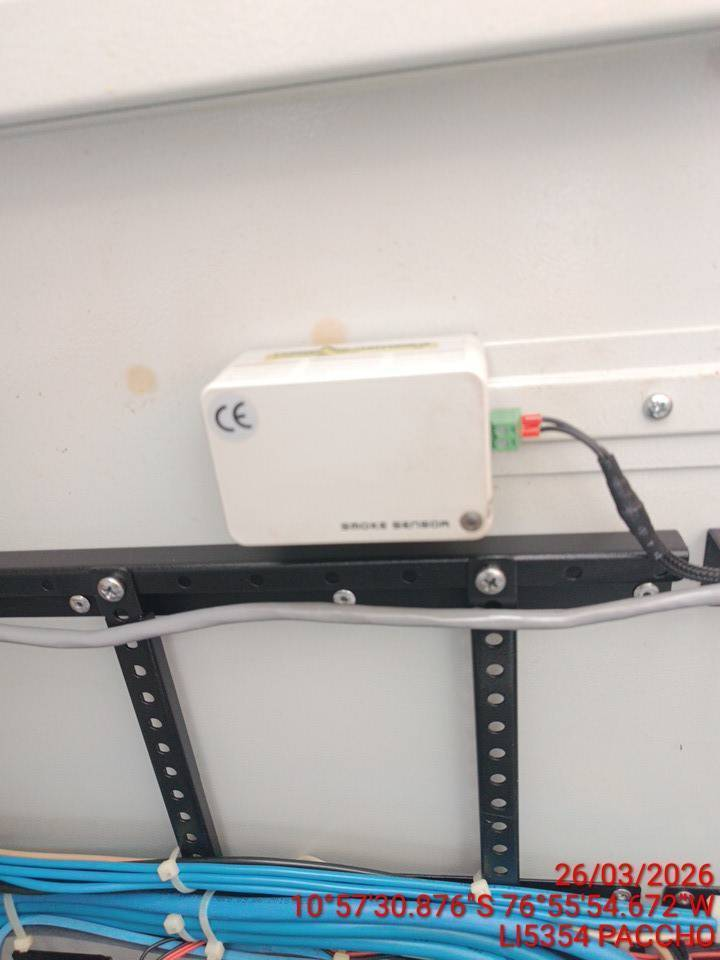 CE
SMOKE SENSOR
26/03/2026
10°57'30.876"S 76°55'54.672"W
LI5354 PACCHO